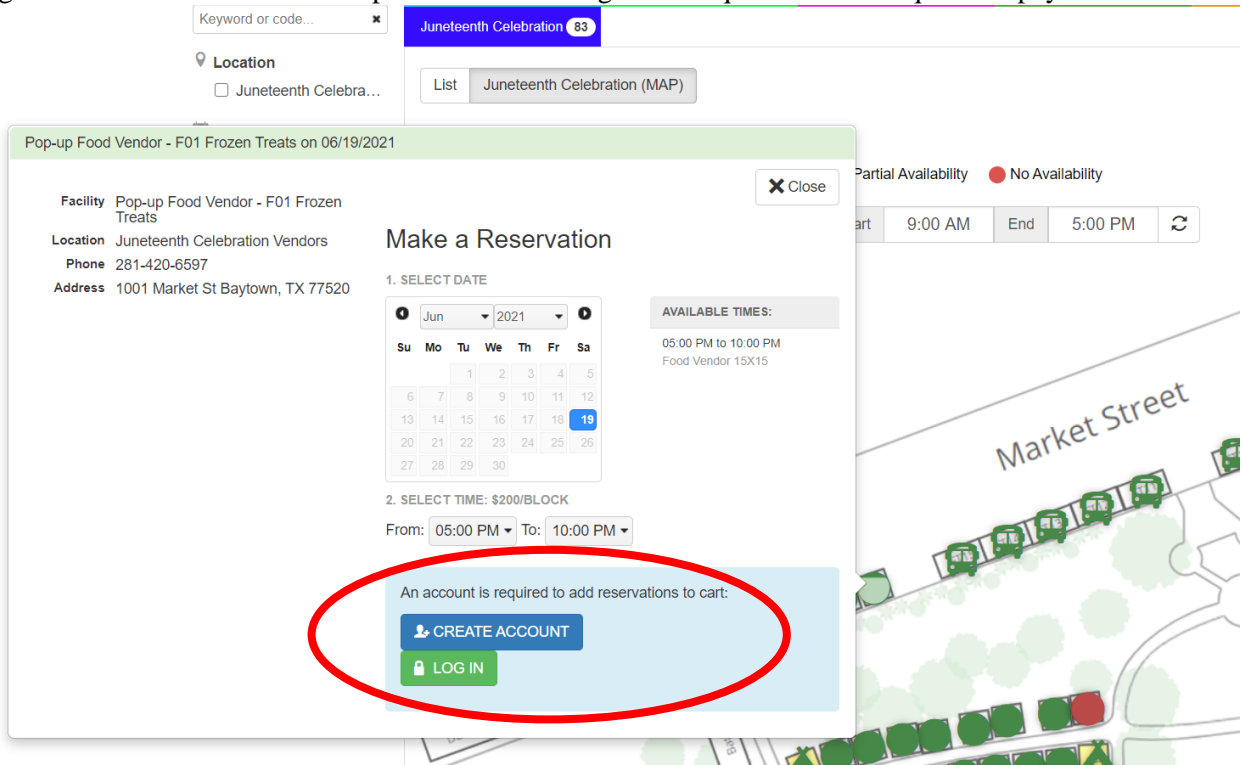 Keyword or code...
Juneteenth Celebration 83
Location
Juneteenth Celebra...
List Juneteenth Celebration (MAP)
Pop-up Food Vendor - F01 Frozen Treats on 06/19/2021
Close
Partial Availability No Availability
9:00 AM End 5:00 PM
Facility Pop-up Food Vendor - F01 Frozen
Treats
Location Juneteenth Celebration Vendors
Phone 281-420-6597
Address 1001 Market St Baytown, TX 77520
Make a Reservation
1. SELECT DATE
Jun 2021
Su Mo Tu We Th Fr Sa
1 2 3 4 5
6 7 8 9 10 11 12
13 14 15 16 17 18 19
20 21 22 23 24 25 26
27 28 29 30
AVAILABLE TIMES:
05:00 PM to 10:00 PM
Food Vendor 15X15
2. SELECT TIME: $200/BLOCK
From: 05:00 PM To: 10:00 PM
An account is required to add reservations to cart:
CREATE ACCOUNT
LOG IN
Market Street